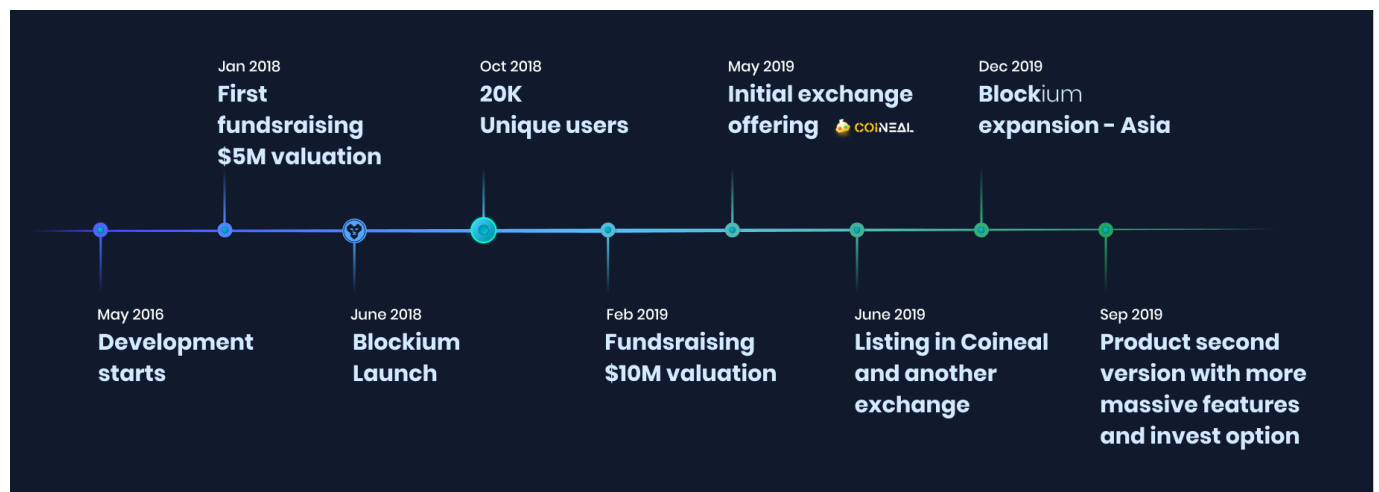 Jan 2018
First
fundsraising
$5M valuation
Oct 2018
20K
Unique users
May 2019
Initial exchange
offering COINEAL
Dec 2019
Blockium
expansion - Asia
May 2016
Development
starts
June 2018
Blockium
Launch
Feb 2019
Fundsraising
$10M valuation
June 2019
Listing in Coineal
and another
exchange
Sep 2019
Product second
version with more
massive features
and invest option